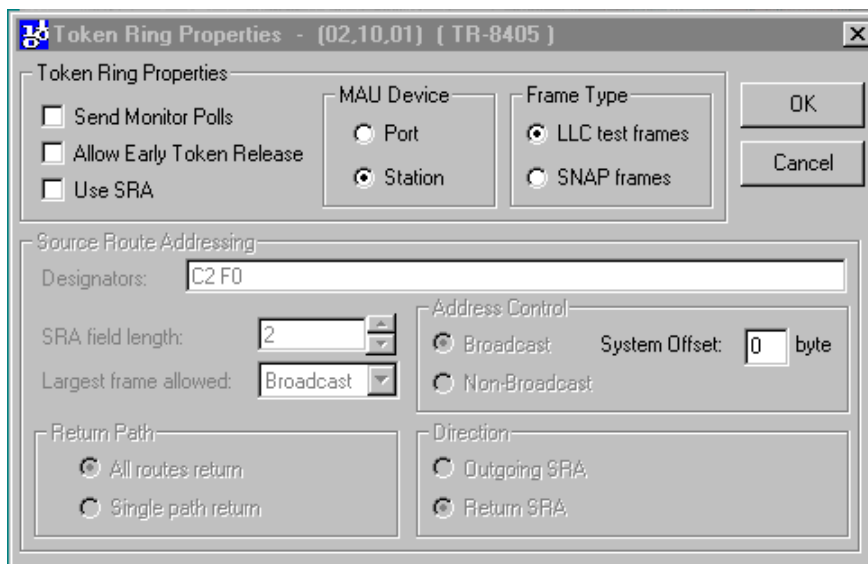 Token Ring Properties - (02,10,01) ( TR-8405 )
Token Ring Properties
Send Monitor Polls
Allow Early Token Release
Use SRA
MAU Device
Port
Station
Frame Type
LLC test frames
SNAP frames
OK
Cancel
Source Route Addressing
Designators: C2 F0
SRA field length: 2
Largest frame allowed: Broadcast
Address Control
Broadcast
Non-Broadcast
System Offset: 0 byte
Return Path
All routes return
Single path return
Direction
Outgoing SRA
Return SRA